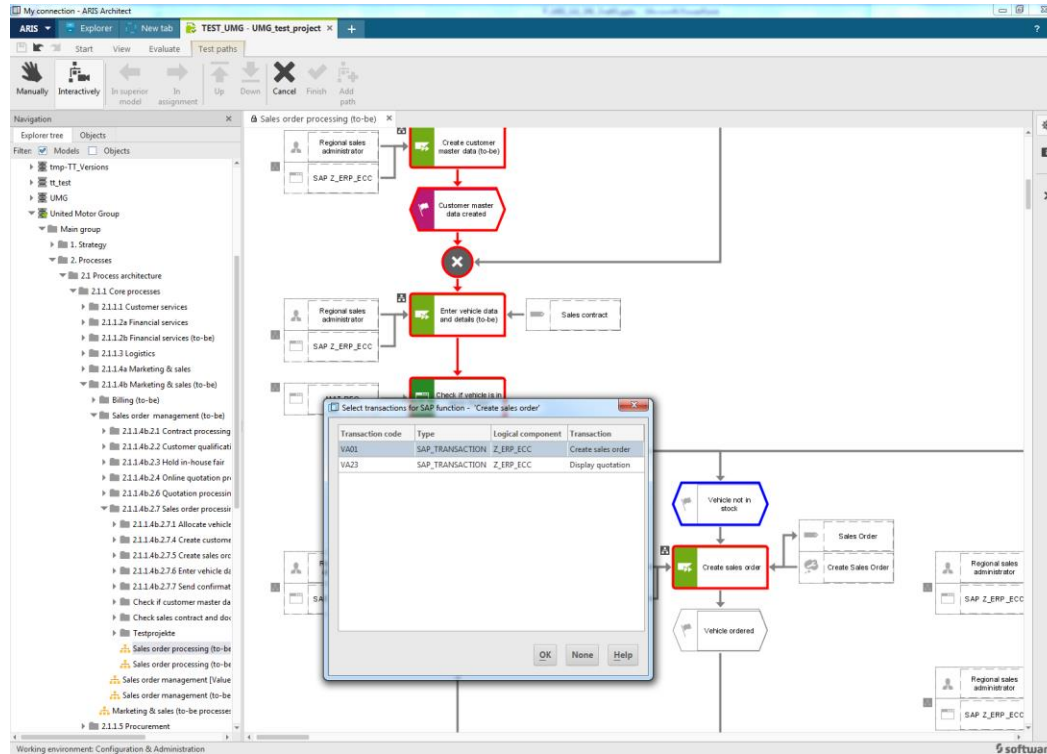 My connection - ARIS Architect
ARIS
Explorer
New tab
TEST_UMG - UMG_test_project
Start
View
Evaluate
Test paths
Manually
Interactively
In superior
model
In
assignment
Up
Down
Cancel
Finish
Add
path
Navigation
Explorer tree
Objects
Filter:
Models
Objects
tmp-TT_Versions
tt_test
UMG
United Motor Group
Main group
1. Strategy
2. Processes
2.1 Process architecture
2.1.1 Core processes
2.1.1.1 Customer services
2.1.1.2a Financial services
2.1.1.2b Financial services (to-be)
2.1.1.3 Logistics
2.1.1.4a Marketing & sales
2.1.1.4b Marketing & sales (to-be)
Billing (to-be)
Sales order management (to-be)
2.1.1.4b.2.1 Contract processing
2.1.1.4b.2.2 Customer qualificati
2.1.1.4b.2.3 Hold in-house fair
2.1.1.4b.2.4 Online quotation pr
2.1.1.4b.2.6 Quotation processin
2.1.1.4b.2.7 Sales order processi
2.1.1.4b.2.7.1 Allocate vehicle
2.1.1.4b.2.7.4 Create custome
2.1.1.4b.2.7.5 Create sales orc
2.1.1.4b.2.7.6 Enter vehicle da
2.1.1.4b.2.7.7 Send confirmat
Check if customer master da
Check sales contract and do
Testprojekte
Sales order processing (to-be
Sales order processing (to-be
Sales order management [Value
Sales order management (to-be
Marketing & sales (to-be processes
2.1.1.5 Procurement
Sales order processing (to-be)
Regional sales
administrator
SAP Z_ERP_ECC
Create customer
master data (to-be)
Customer master
data created
Regional sales
administrator
SAP Z_ERP_ECC
Enter vehicle data
and details (to-be)
Sales contract
Check if vehicle is in
Select transactions for SAP function - "Create sales order"
Transaction code
Type
Logical component
Transaction
VA01
SAP_TRANSACTION
Z_ERP_ECC
Create sales order
VA23
SAP_TRANSACTION
Z_ERP_ECC
Display quotation
OK
None
Help
Vehicle not in
stock
Create sales order
Sales Order
Create Sales Order
Vehicle ordered
Regional sales
administrator
SAP Z_ERP_ECC
Regional sales
administrator
SAP Z_ERP_ECC
Working environment: Configuration & Administration
software